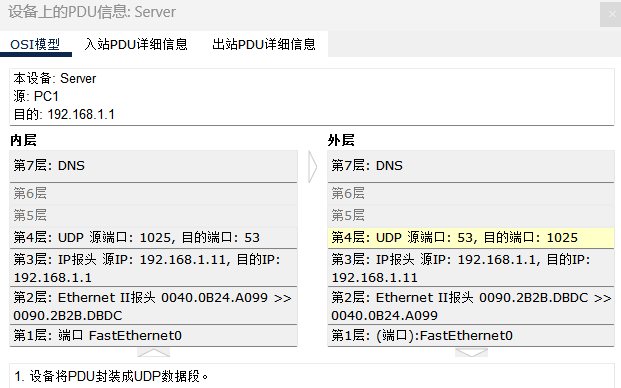 设备上的PDU信息: Server
OSI模型 入站PDU详细信息 出站PDU详细信息
本设备: Server
源: PC1
目的: 192.168.1.1
内层
第7层: DNS
第6层
第5层
第4层: UDP 源端口: 1025, 目的端口: 53
第3层: IP报头 源IP: 192.168.1.11, 目的IP:
192.168.1.1
第2层: Ethernet II报头 0040.0B24.A099 >>
0090.2B2B.DBDC
第1层: 端口 FastEthernet0
外层
第7层: DNS
第6层
第5层
第4层: UDP 源端口: 53, 目的端口: 1025
第3层: IP报头 源IP: 192.168.1.1, 目的IP:
192.168.1.11
第2层: Ethernet II报头 0090.2B2B.DBDC >>
0040.0B24.A099
第1层: (端口):FastEthernet0
1. 设备将PDU封装成UDP数据段。